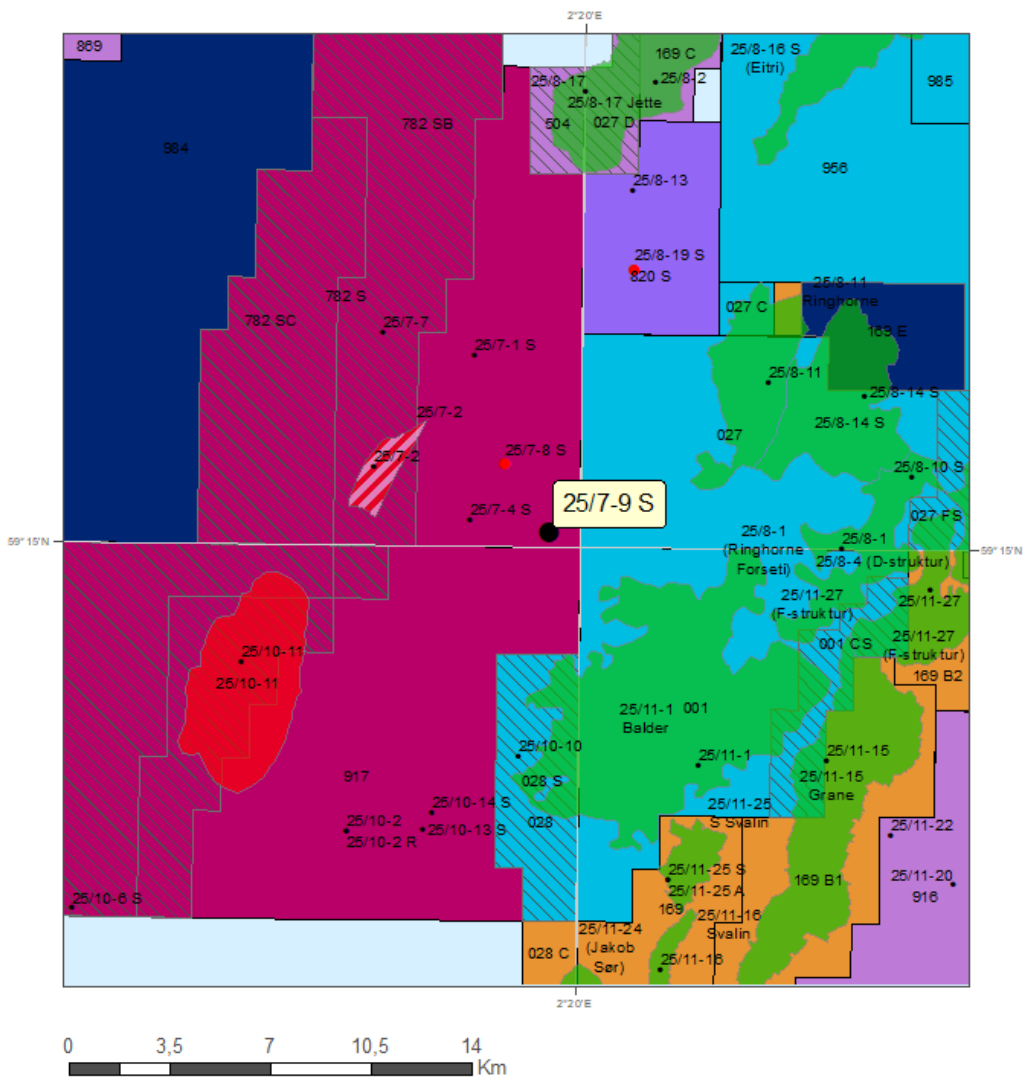 2°20'E
869
169 C
25/8-16 S
(Eitri)
25/8-17
25/8-2
985
25/8-17 Jette
782 SB
504
027 D
984
956
25/8-13
25/8-19 S
820 S
782 S
25/8-11
Ringhorne
027 C
782 SC
25/7-7
169 E
25/7-1 S
25/8-11
25/8-14 S
25/7-2
25/8-14 S
027
25/7-2
25/7-8 S
25/8-10 S
25/7-9 S
25/7-4 S
027 FS
59° 15'N
25/8-1
(Ringhorne
Forseti)
25/8-1
59° 15'N
25/8-4 (D-struktur)
25/11-27
(F-struktur)
25/11-27
25/11-27
(F-struktur)
001 CS
25/10-11
169 B2
25/10-11
25/11-1
Balder
001
25/10-10
25/11-1
25/11-15
917
028 S
25/11-15
Grane
25/10-14 S
028
25/11-25
S Svalin
25/10-2
25/10-2 R
25/10-13 S
25/11-22
25/11-25 S
25/11-25 A
169 B1
25/11-20
916
25/10-6 S
169
25/11-16
Svalin
028 C
25/11-24
(Jakob
Sør)
25/11-16
2°20'E
0 3,5 7 10,5 14
Km